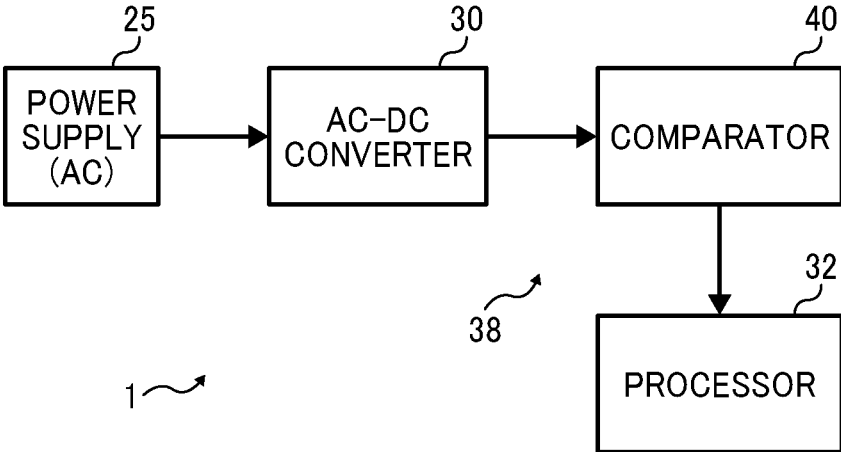 25
30
40
POWER
SUPPLY
(AC)
AC-DC
CONVERTER
COMPARATOR
32
38
1
PROCESSOR